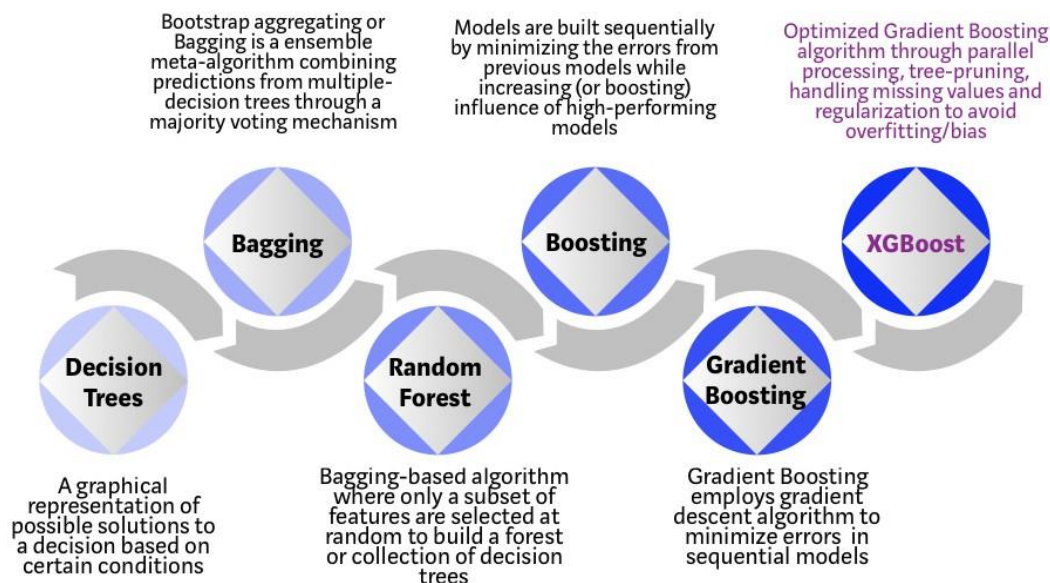 Bootstrap aggregating or
Bagging is a ensemble
meta-algorithm combining
predictions from multiple-
decision trees through a
majority voting mechanism
Models are built sequentially
by minimizing the errors from
previous models while
increasing (or boosting)
influence of high-performing
models
Optimized Gradient Boosting
algorithm through parallel
processing, tree-pruning,
handling missing values and
regularization to avoid
overfitting/bias
Bagging
Boosting
XGBoost
Decision
Trees
Random
Forest
Gradient
Boosting
A graphical
representation of
possible solutions to
a decision based on
certain conditions
Bagging-based algorithm
where only a subset of
features are selected at
random to build a forest
or collection of decision
trees
Gradient Boosting
employs gradient
descent algorithm to
minimize errors in
sequential models